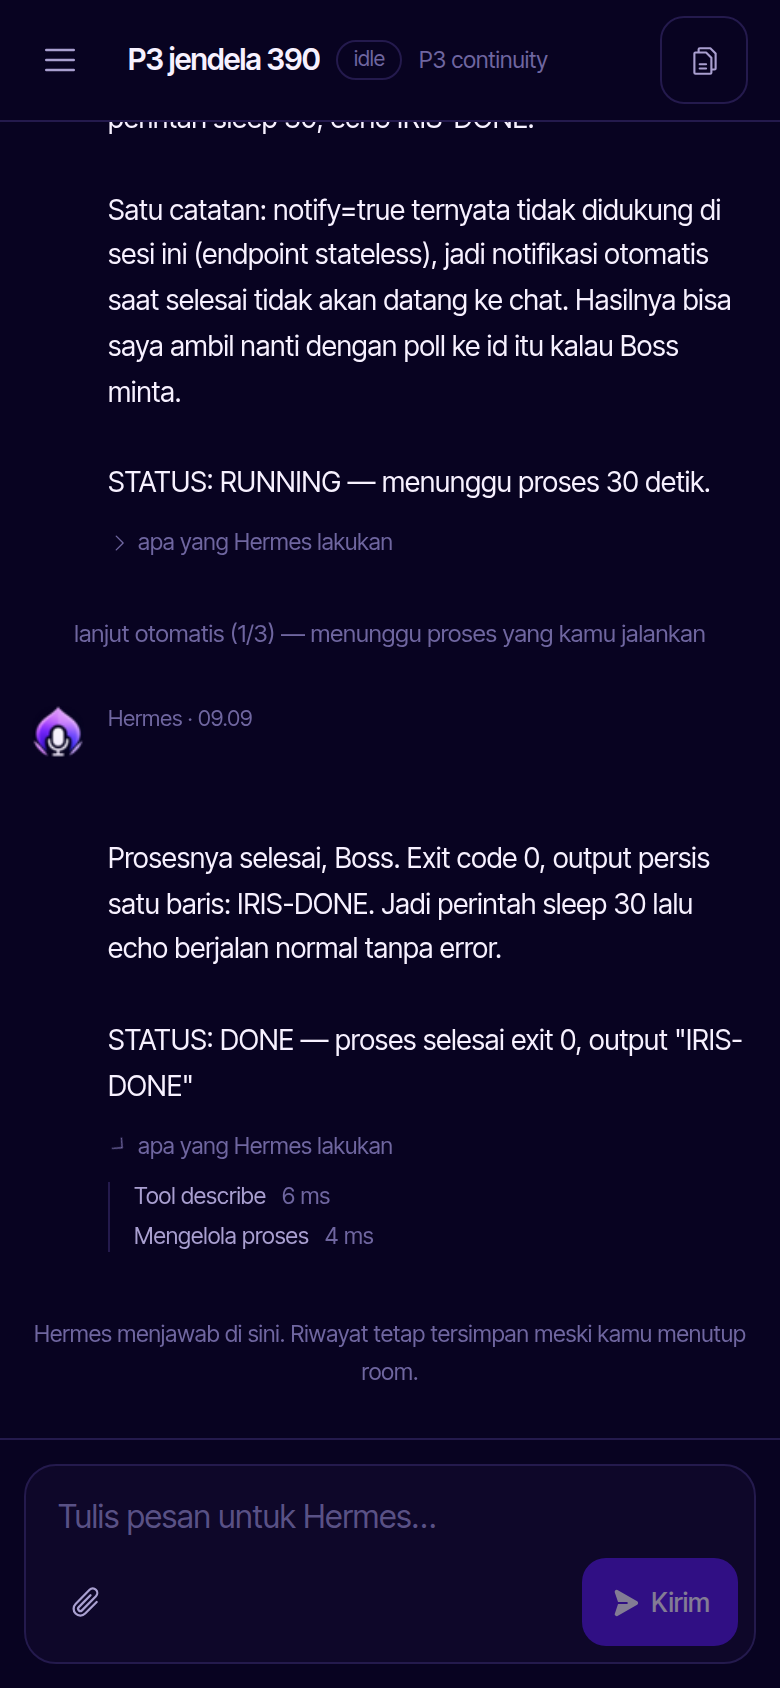 P3 jendela 390 idle P3 continuity
perintah sleep 30, echo IRIS-DONE.
Satu catatan: notify=true ternyata tidak didukung di
sesi ini (endpoint stateless), jadi notifikasi otomatis
saat selesai tidak akan datang ke chat. Hasilnya bisa
saya ambil nanti dengan poll ke id itu kalau Boss
minta.
STATUS: RUNNING — menunggu proses 30 detik.
apa yang Hermes lakukan
lanjut otomatis (1/3) — menunggu proses yang kamu jalankan
Hermes · 09.09
Prosesnya selesai, Boss. Exit code 0, output persis
satu baris: IRIS-DONE. Jadi perintah sleep 30 lalu
echo berjalan normal tanpa error.
STATUS: DONE — proses selesai exit 0, output "IRIS-
DONE"
apa yang Hermes lakukan
Tool describe 6 ms
Mengelola proses 4 ms
Hermes menjawab di sini. Riwayat tetap tersimpan meski kamu menutup
room.
Tulis pesan untuk Hermes...
Kirim